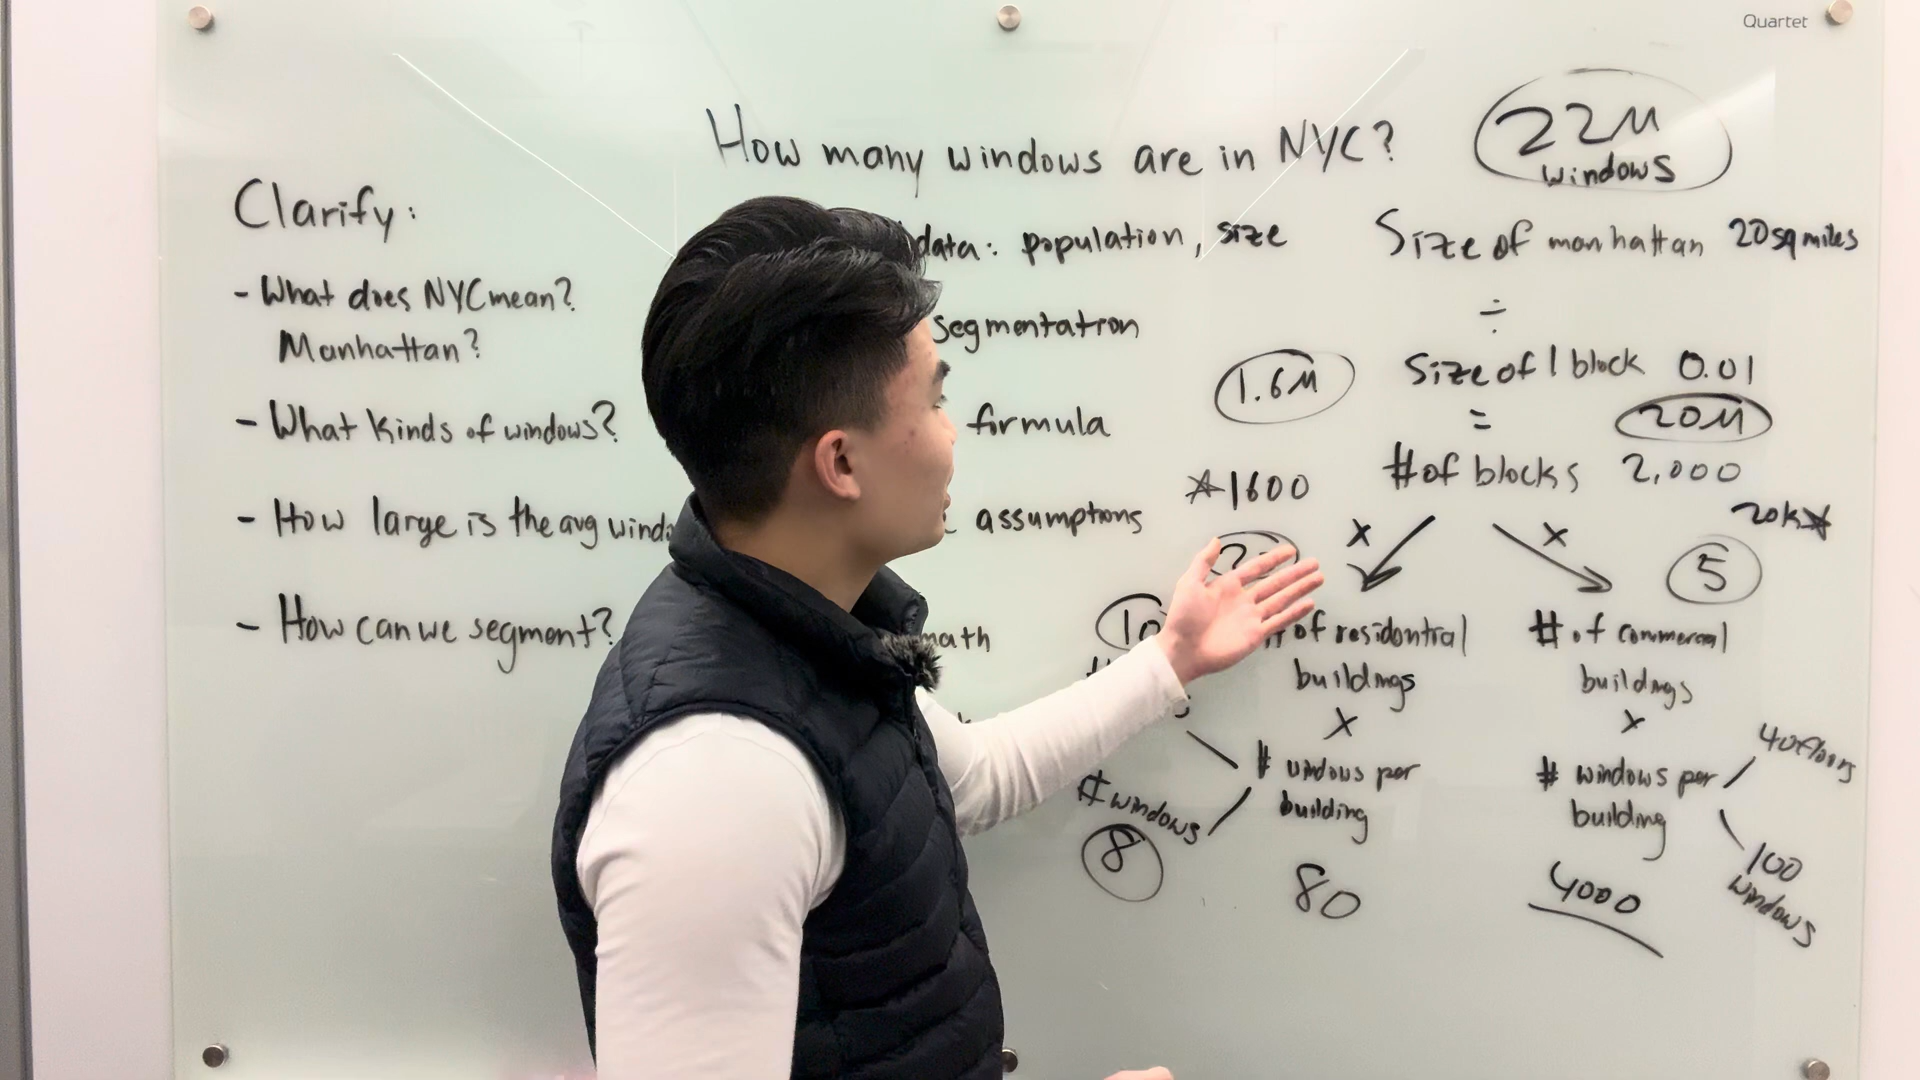 Quartet
How many windows are in NYC?
22M
windows
Clarify:
- What does NYC mean?
Manhattan?
- What kinds of windows?
- How large is the avg
- How can we segment?
data: population, size
segmentation
formula
assumptions
math
Size of manhattan 20 sq miles
÷
Size of 1 block 0.01
=
# of blocks 2,000
20M
1.6M
*1600
20k*
x
x
5
10
# of residential
buildings
x
# windows per
building
80
# windows
8
# of commercial
buildings
x
# windows per
building
4000
40 floors
100
windows